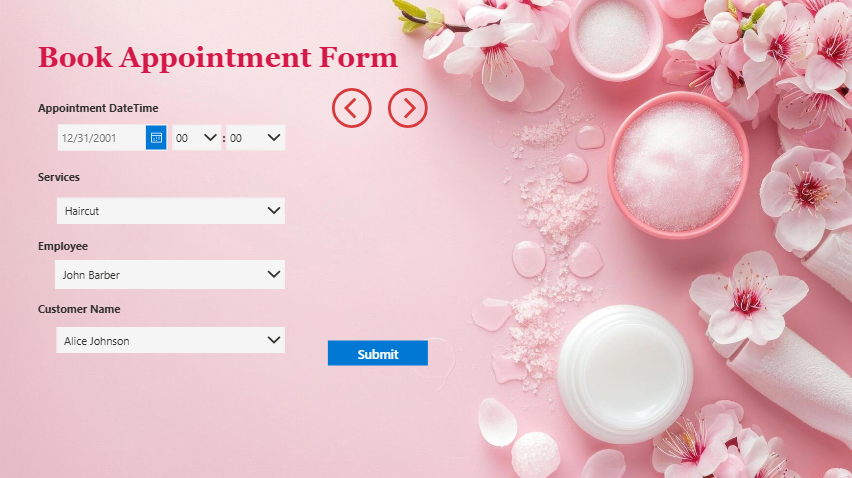 Book Appointment Form
Appointment DateTime
12/31/2001 00 : 00
Services
Haircut
Employee
John Barber
Customer Name
Alice Johnson
Submit